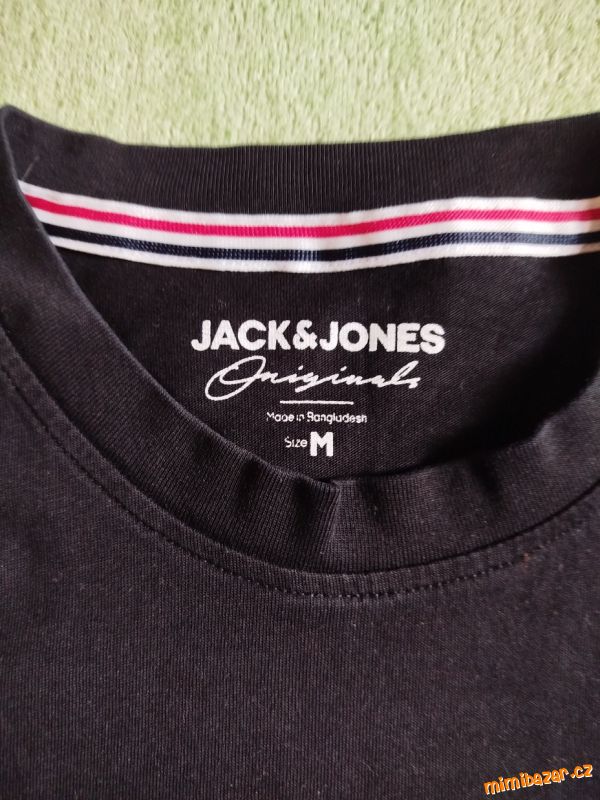 JACK&JONES
Originals
Made in Bangladesh
Size M
mimibazar.cz